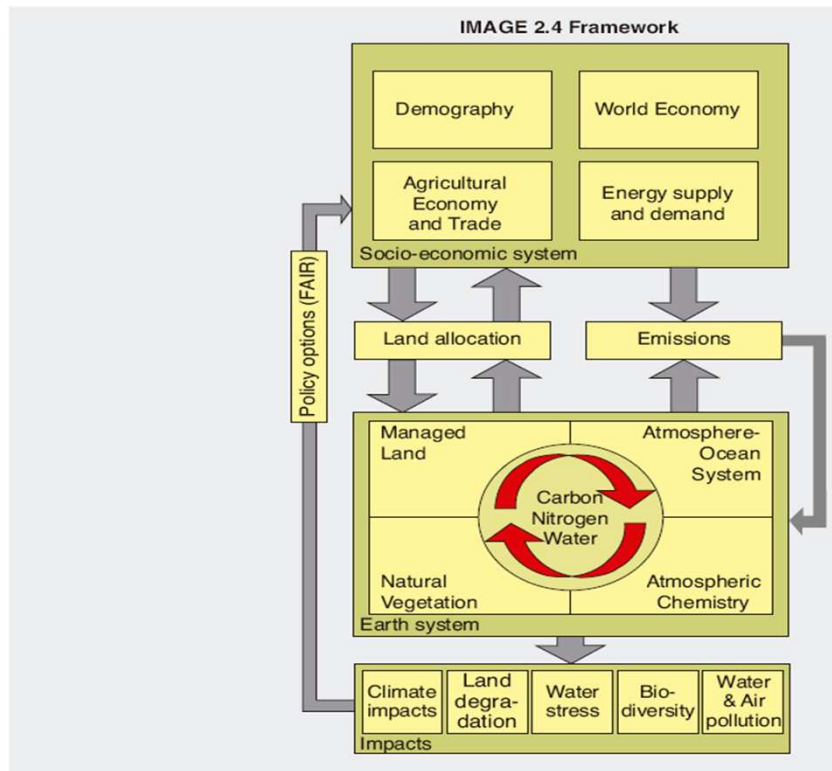 IMAGE 2.4 Framework
Demography
World Economy
Agricultural
Economy
and Trade
Energy supply
and demand
Socio-economic system
Policy options (FAIR)
Land allocation
Emissions
Managed
Land
Atmosphere-
Ocean
System
Carbon
Nitrogen
Water
Natural
Vegetation
Atmospheric
Chemistry
Earth system
Climate
impacts
Land
degra-
dation
Water
stress
Bio-
diversity
Water
& Air
pollution
Impacts